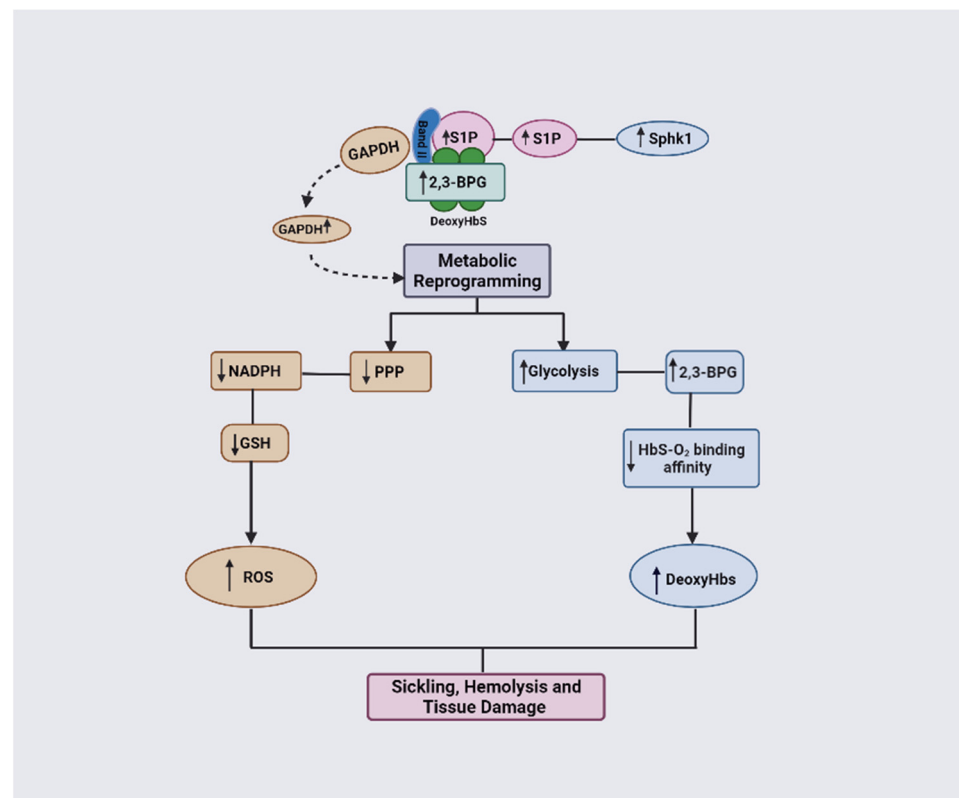 Band II
↑S1P
↑S1P
↑Sphk1
GAPDH
↑2,3-BPG
DeoxyHbS
GAPDH↑
Metabolic
Reprogramming
↓NADPH
↓PPP
↑Glycolysis
↑2,3-BPG
↓GSH
↓HbS-O₂ binding
affinity
↑ROS
↑DeoxyHbs
Sickling, Hemolysis and
Tissue Damage